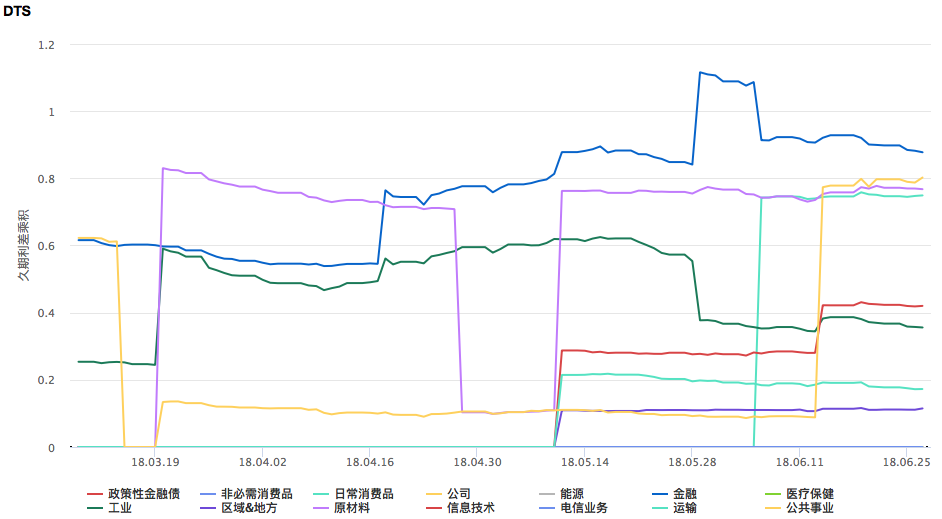 DTS
1.2
1
0.8
0.6
0.4
0.2
0
久期利差乘积
18.03.19 18.04.02 18.04.16 18.04.30 18.05.14 18.05.28 18.06.11 18.06.25
政策性金融债 非必需消费品 日常消费品 公司 能源 金融 医疗保健
工业 区域&地方 原材料 信息技术 电信业务 运输 公共事业